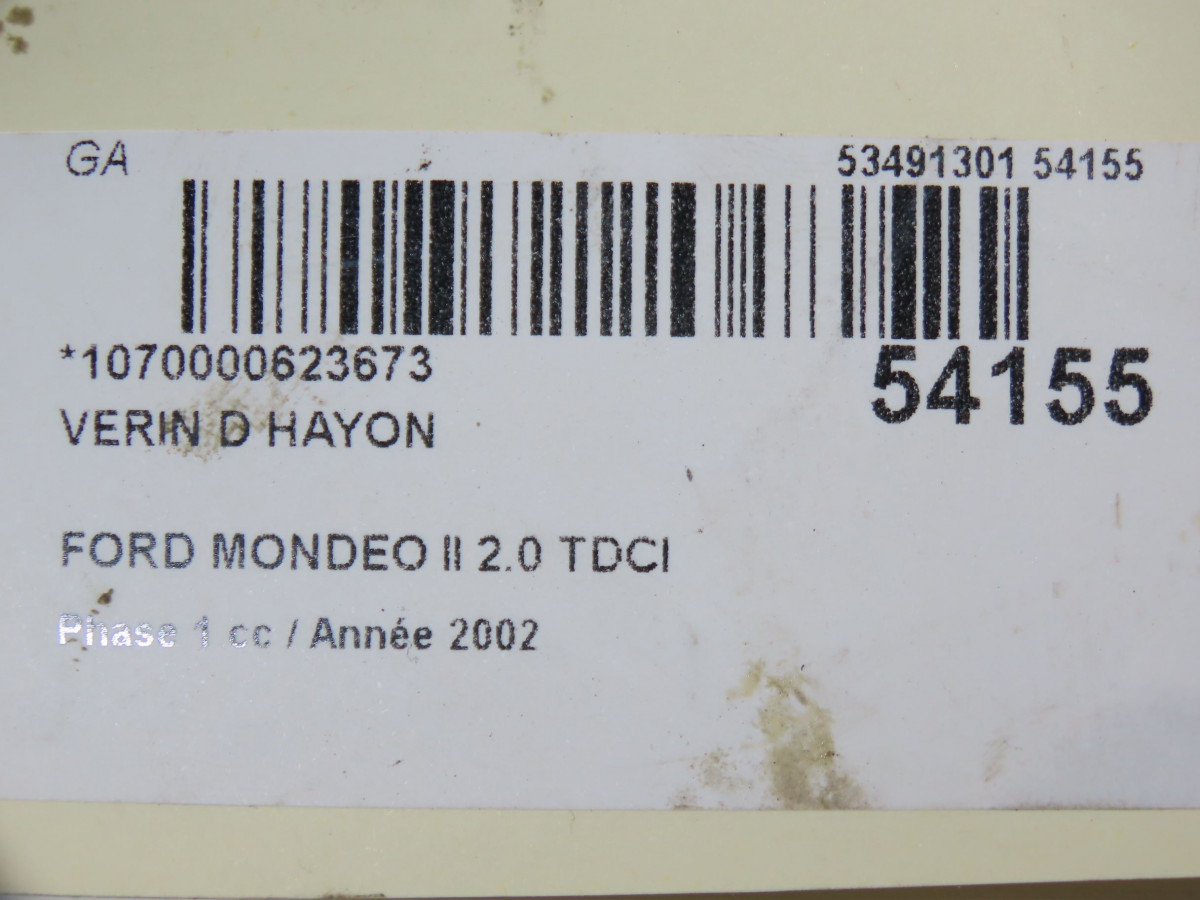 GA 53491301 54155
*1070000623673 54155
VERIN D HAYON
FORD MONDEO II 2.0 TDCI
Phase 1 cc / Année 2002